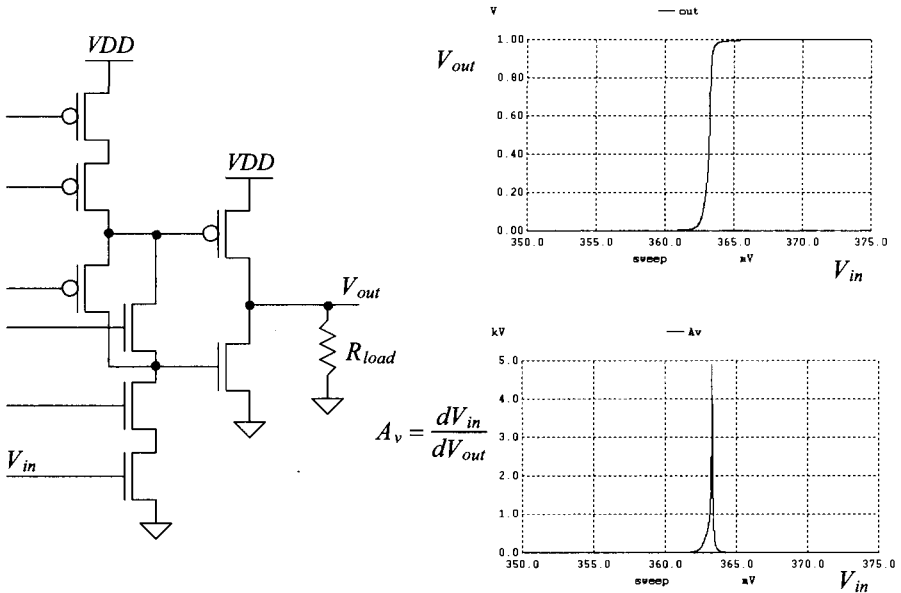 VDD
VDD
V_out
R_load
V_in
V
out
V_out
1.00
0.80
0.60
0.40
0.20
0.00
350.0 355.0 360.0 365.0 370.0 375.0
sweep mV
V_in
kV
Av
5.0
4.0
3.0
2.0
1.0
0.0
350.0 355.0 360.0 365.0 370.0 375.0
sweep mV
V_in
A_v = dV_in / dV_out